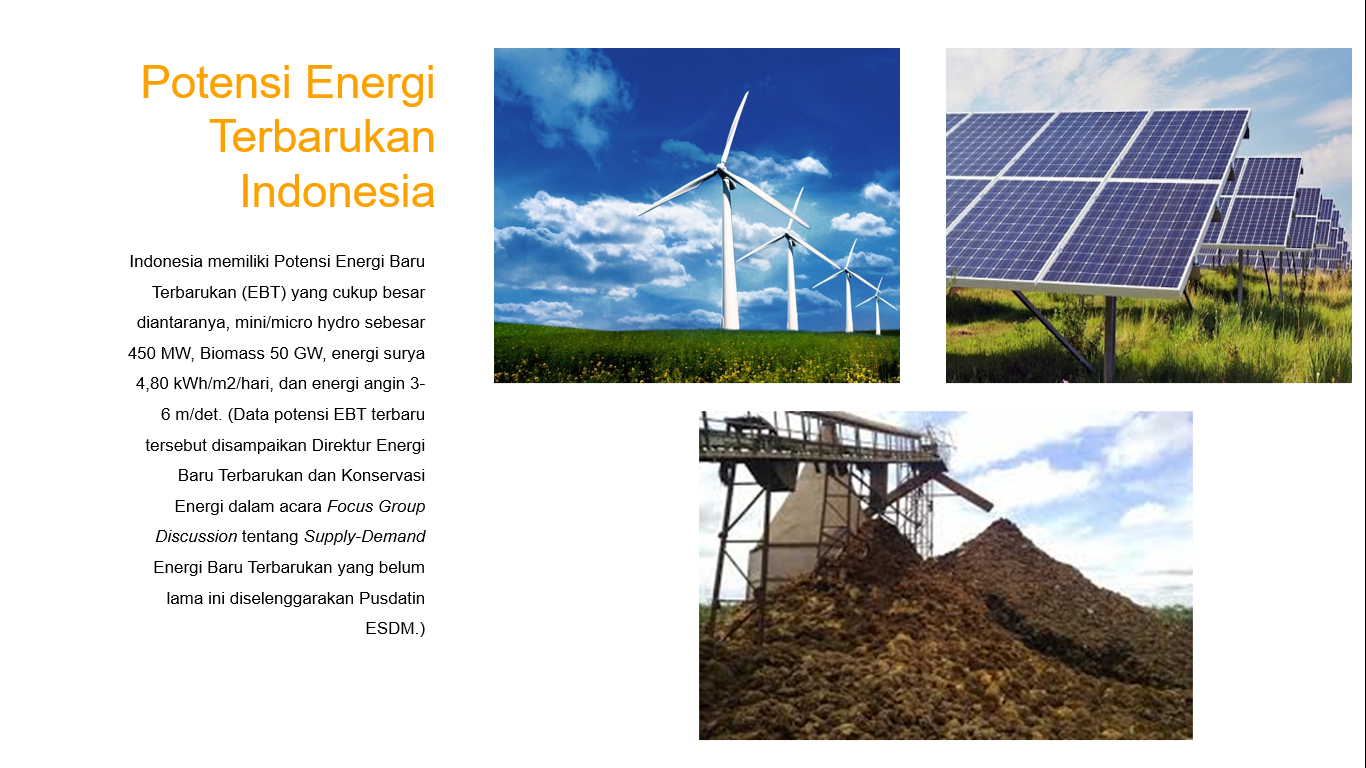 Potensi Energi
Terbarukan
Indonesia
Indonesia memiliki Potensi Energi Baru
Terbarukan (EBT) yang cukup besar
diantaranya, mini/micro hydro sebesar
450 MW, Biomass 50 GW, energi surya
4,80 kWh/m2/hari, dan energi angin 3-
6 m/det. (Data potensi EBT terbaru
tersebut disampaikan Direktur Energi
Baru Terbarukan dan Konservasi
Energi dalam acara Focus Group
Discussion tentang Supply-Demand
Energi Baru Terbarukan yang belum
lama ini diselenggarakan Pusdatin
ESDM.)